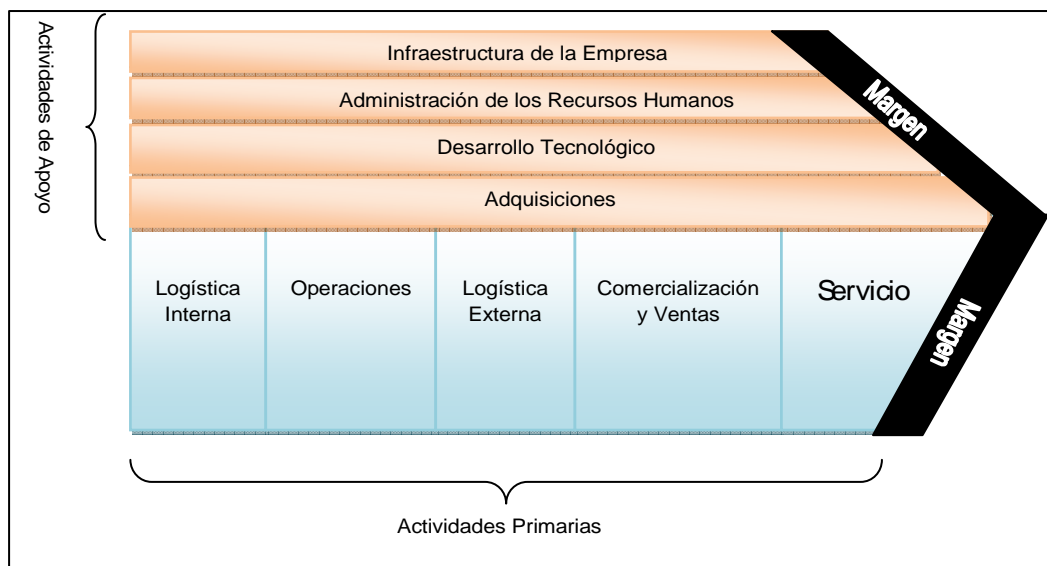 Actividades de Apoyo
Infraestructura de la Empresa
Administración de los Recursos Humanos
Desarrollo Tecnológico
Adquisiciones
Margen
Logística
Interna
Operaciones
Logística
Externa
Comercialización
y Ventas
Servicio
Margen
Actividades Primarias